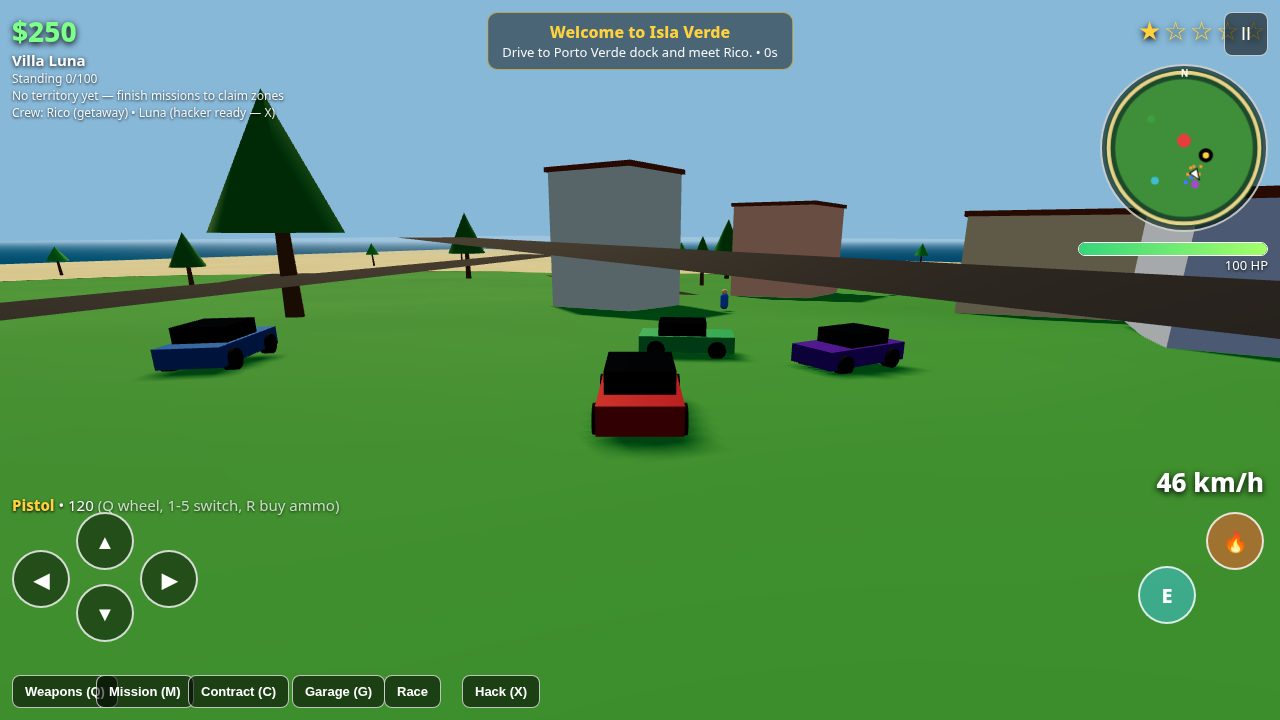 $250
Villa Luna
Standing 0/100
No territory yet — finish missions to claim zones
Crew: Rico (getaway) • Luna (hacker ready — X)
Welcome to Isla Verde
Drive to Porto Verde dock and meet Rico. • 0s
N
100 HP
46 km/h
Pistol • 120 (Q wheel, 1-5 switch, R buy ammo)
E
Weapons (Q)
Mission (M)
Contract (C)
Garage (G)
Race
Hack (X)